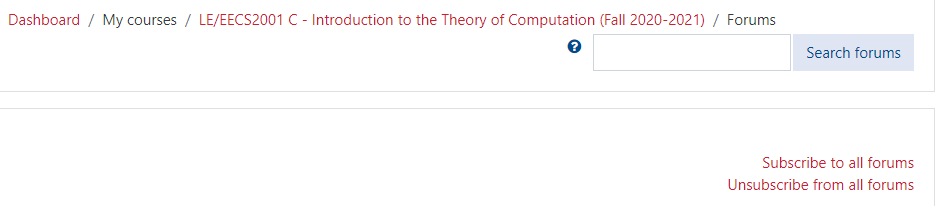 Dashboard / My courses / LE/EECS2001 C - Introduction to the Theory of Computation (Fall 2020-2021) / Forums
Search forums
Subscribe to all forums
Unsubscribe from all forums